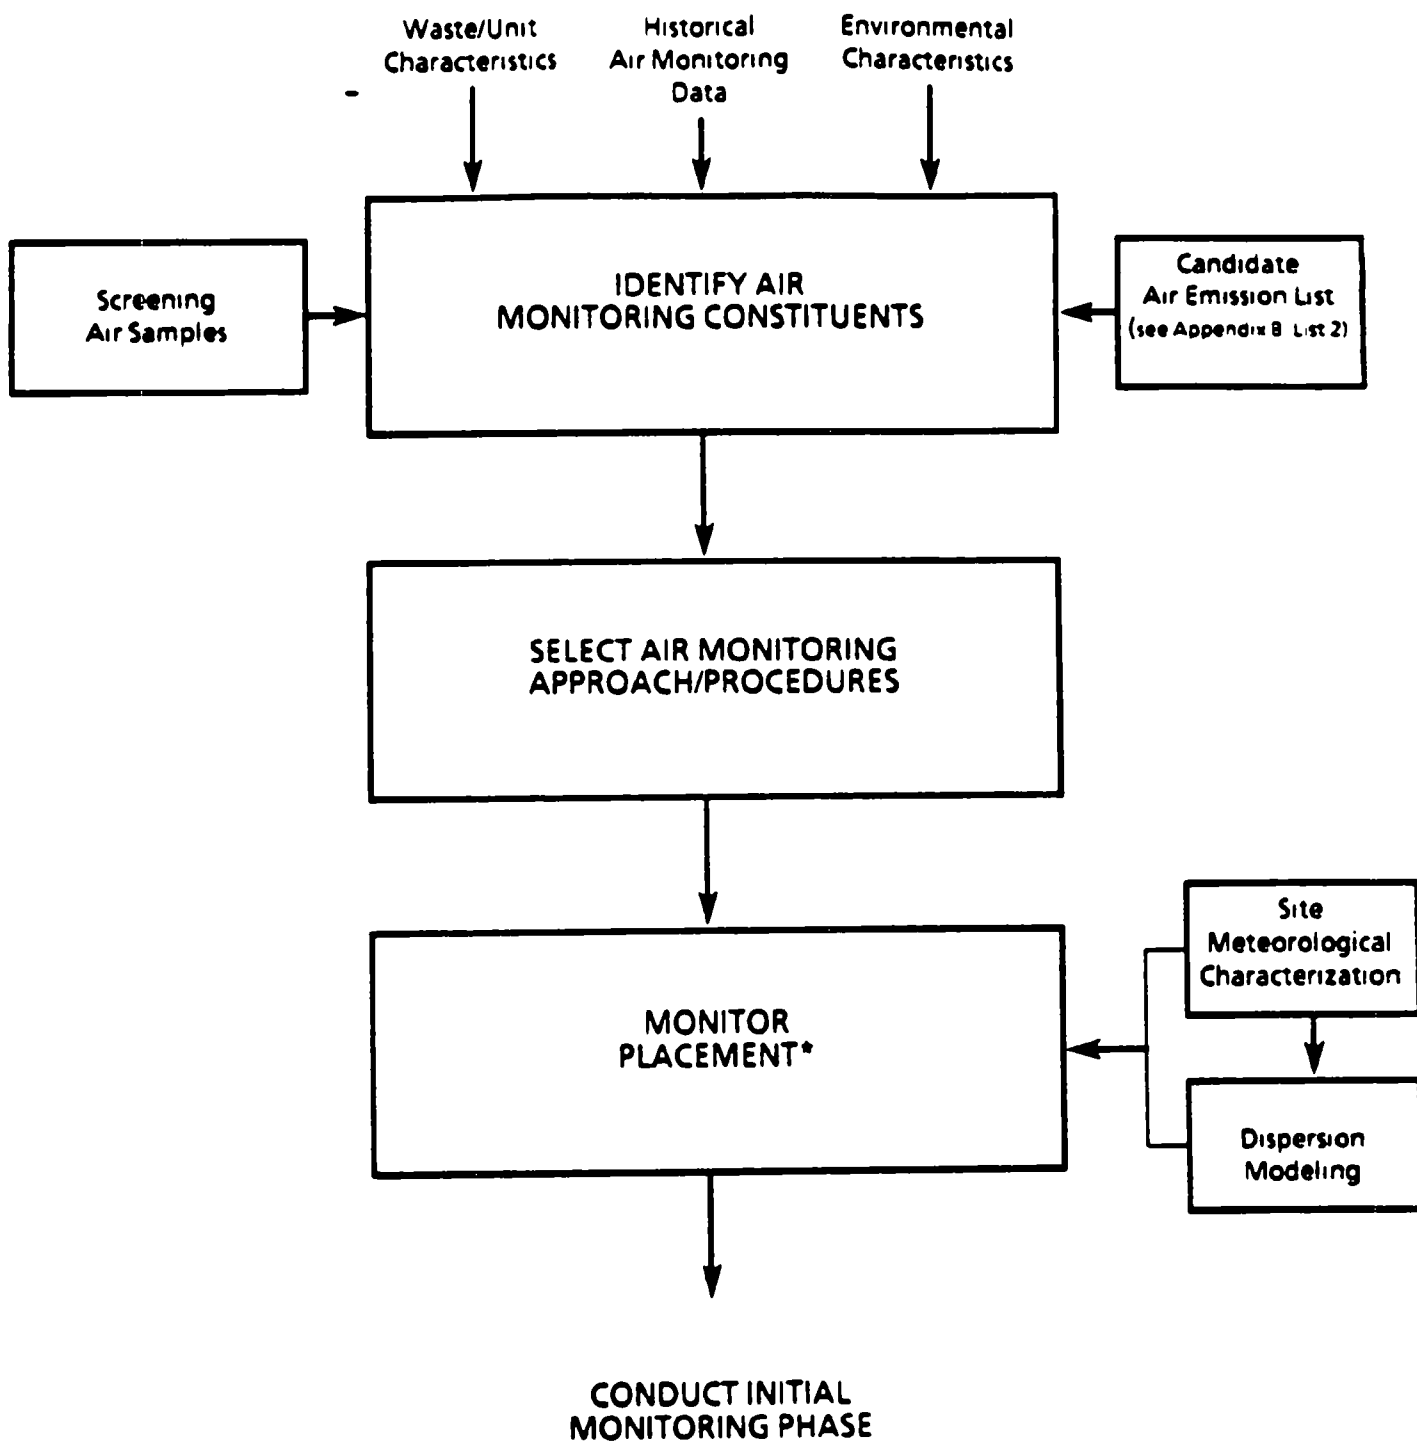 Waste/Unit
Characteristics
Historical
Air Monitoring
Data
Environmental
Characteristics
Screening
Air Samples
IDENTIFY AIR
MONITORING CONSTITUENTS
Candidate
Air Emission List
(see Appendix B List 2)
SELECT AIR MONITORING
APPROACH/PROCEDURES
MONITOR
PLACEMENT*
Site
Meteorological
Characterization
Dispersion
Modeling
CONDUCT INITIAL
MONITORING PHASE